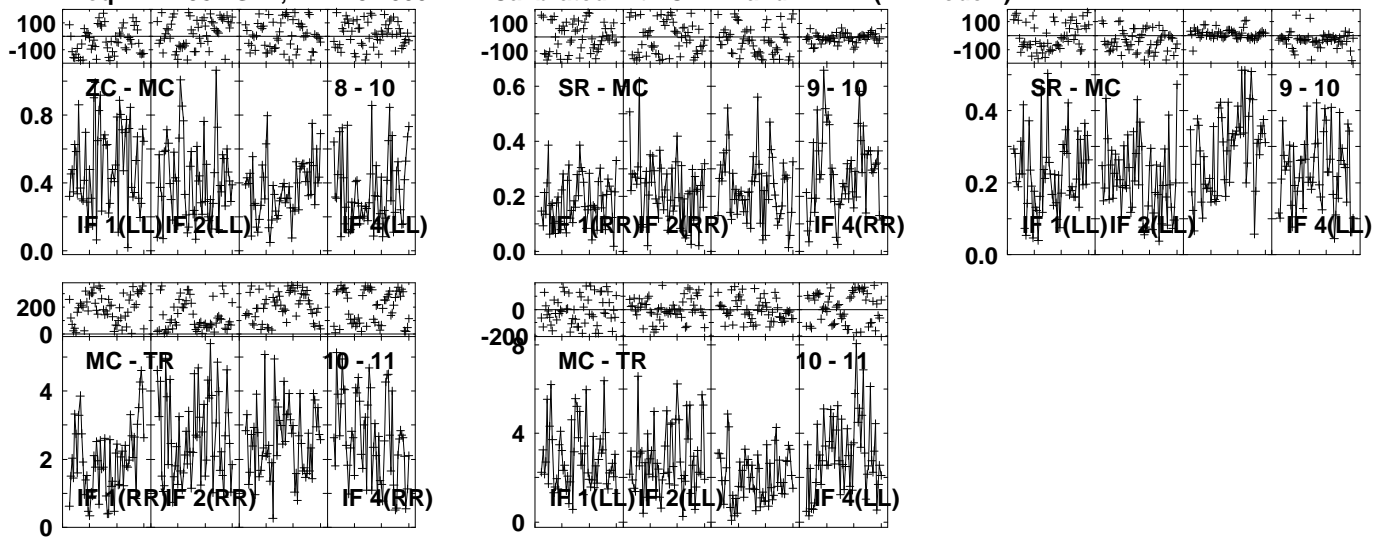 100
-100
ZC - MC 8 - 10
0.8
0.4
0.0
IF 1(LL) IF 2(LL) IF 4(LL)
100
-100
SR - MC 9 - 10
0.6
0.4
0.2
0.0
IF 1(RR) IF 2(RR) IF 4(RR)
100
-100
SR - MC 9 - 10
0.4
0.2
0.0
IF 1(LL) IF 2(LL) IF 4(LL)
200
0
MC - TR 10 - 11
4
2
0
IF 1(RR) IF 2(RR) IF 4(RR)
0
-200
MC - TR 10 - 11
8
4
0
IF 1(LL) IF 2(LL) IF 4(LL)